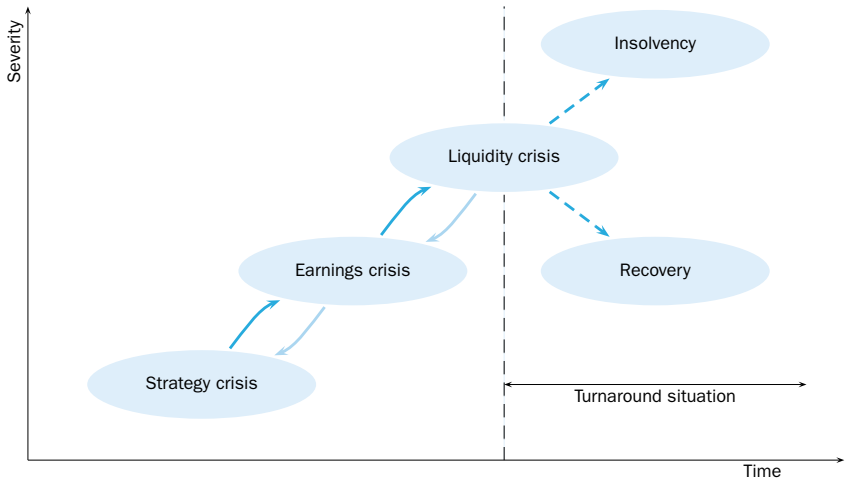 Severity
Insolvency
Liquidity crisis
Earnings crisis
Recovery
Strategy crisis
Turnaround situation
Time